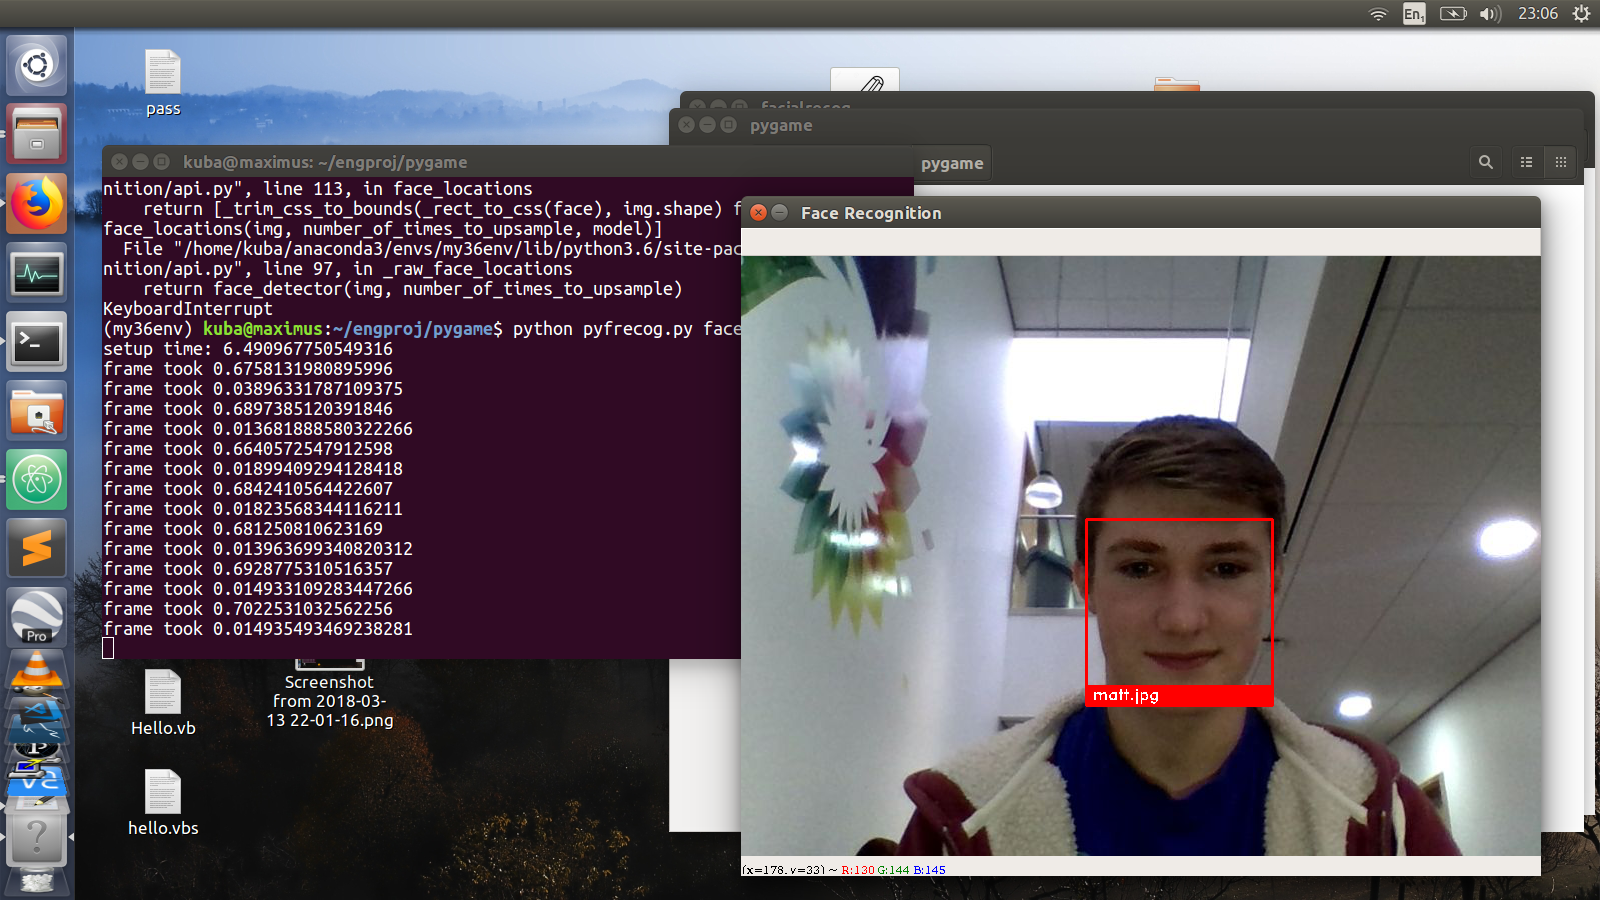 En1
23:06
pass
facialrecog
pygame
pygame
kuba@maximus: ~/engproj/pygame
nition/api.py", line 113, in face_locations
return [_trim_css_to_bounds(_rect_to_css(face), img.shape) f
face_locations(img, number_of_times_to_upsample, model)]
File "/home/kuba/anaconda3/envs/my36env/lib/python3.6/site-pac
nition/api.py", line 97, in _raw_face_locations
return face_detector(img, number_of_times_to_upsample)
KeyboardInterrupt
(my36env) kuba@maximus:~/engproj/pygame$ python pyfrecog.py face
setup time: 6.490967750549316
frame took 0.6758131980895996
frame took 0.03896331787109375
frame took 0.6897385120391846
frame took 0.013681888580322266
frame took 0.6640572547912598
frame took 0.01899409294128418
frame took 0.6842410564422607
frame took 0.01823568344116211
frame took 0.681250810623169
frame took 0.013963699340820312
frame took 0.6928775310516357
frame took 0.014933109283447266
frame took 0.7022531032562256
frame took 0.014935493469238281
Face Recognition
matt.jpg
(x=178, y=33) ~ R:130 G:144 B:145
Pro
Screenshot
from 2018-03-
13 22-01-16.png
Hello.vb
hello.vbs